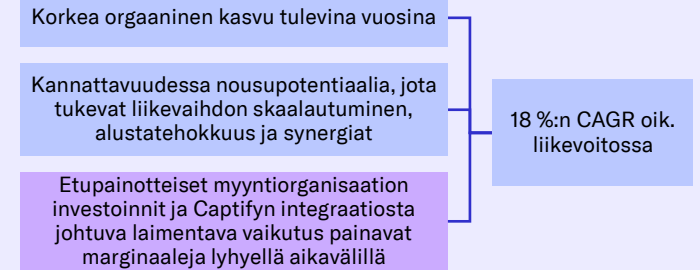 Korkea orgaaninen kasvu tulevina vuosina
Kannattavuudessa nousupotentiaalia, jota
tukevat liikevaihdon skaalautuminen,
alustatehokkuus ja synergiat
18 %:n CAGR oik.
liikevoitossa
Etupainotteiset myyntiorganisaation
investoinnit ja Captifyn integraatiosta
johtuva laimentava vaikutus painavat
marginaaleja lyhyellä aikavälillä